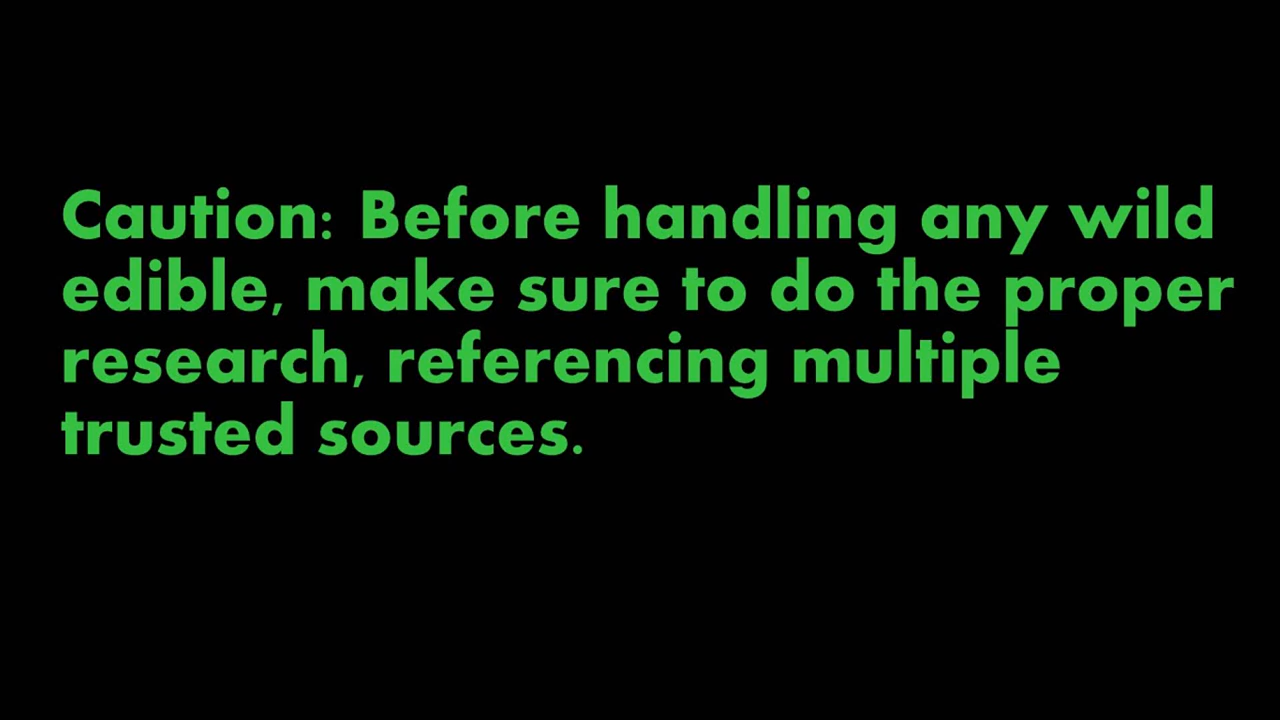 Caution: Before handling any wild
edible, make sure to do the proper
research, referencing multiple
trusted sources.